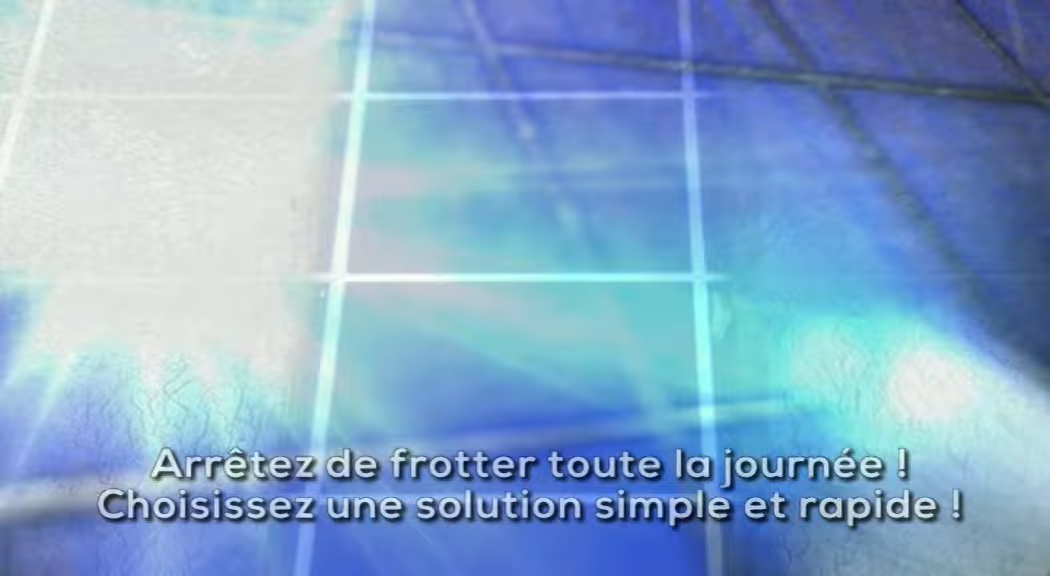 Arrêtez de frotter toute la journée !
Choisissez une solution simple et rapide !